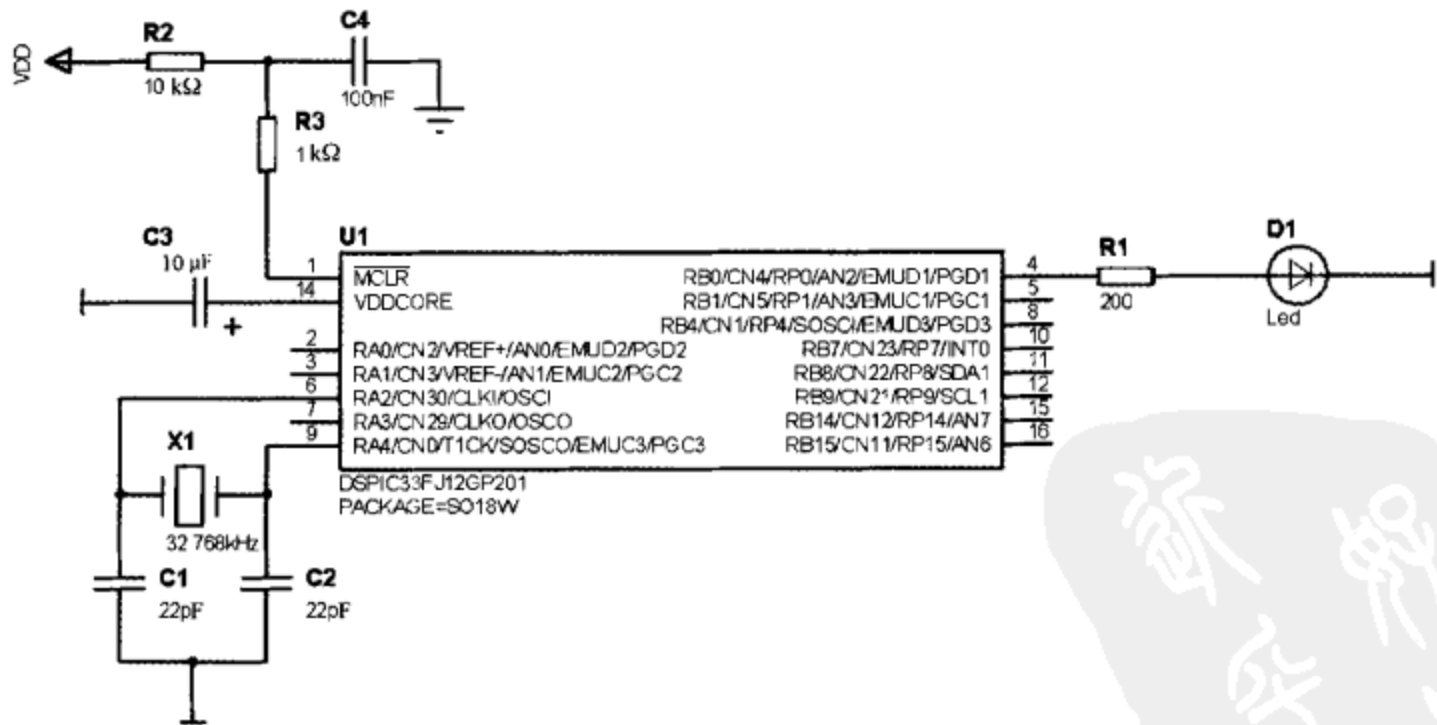 VDD
R2
10 kΩ
C4
100nF
R3
1 kΩ
C3
10 μF
+
U1
1
14
2
3
6
7
9
MCLR
VDDCORE
RA0/CN2/VREF+/AN0/EMUD2/PGD2
RA1/CN3/VREF-/AN1/EMUC2/PGC2
RA2/CN30/CLKI/OSCI
RA3/CN29/CLKO/OSCO
RA4/CN0/T1CK/SOSCO/EMUC3/PGC3
RB0/CN4/RP0/AN2/EMUD1/PGD1
RB1/CN5/RP1/AN3/EMUC1/PGC1
RB4/CN1/RP4/SOSCI/EMUD3/PGD3
RB7/CN23/RP7/INT0
RB8/CN22/RP8/SDA1
RB9/CN21/RP9/SCL1
RB14/CN12/RP14/AN7
RB15/CN11/RP15/AN6
4
5
8
10
11
12
15
16
R1
200
D1
Led
DSPIC33FJ12GP201
PACKAGE=SO18W
X1
32 768kHz
C1
22pF
C2
22pF